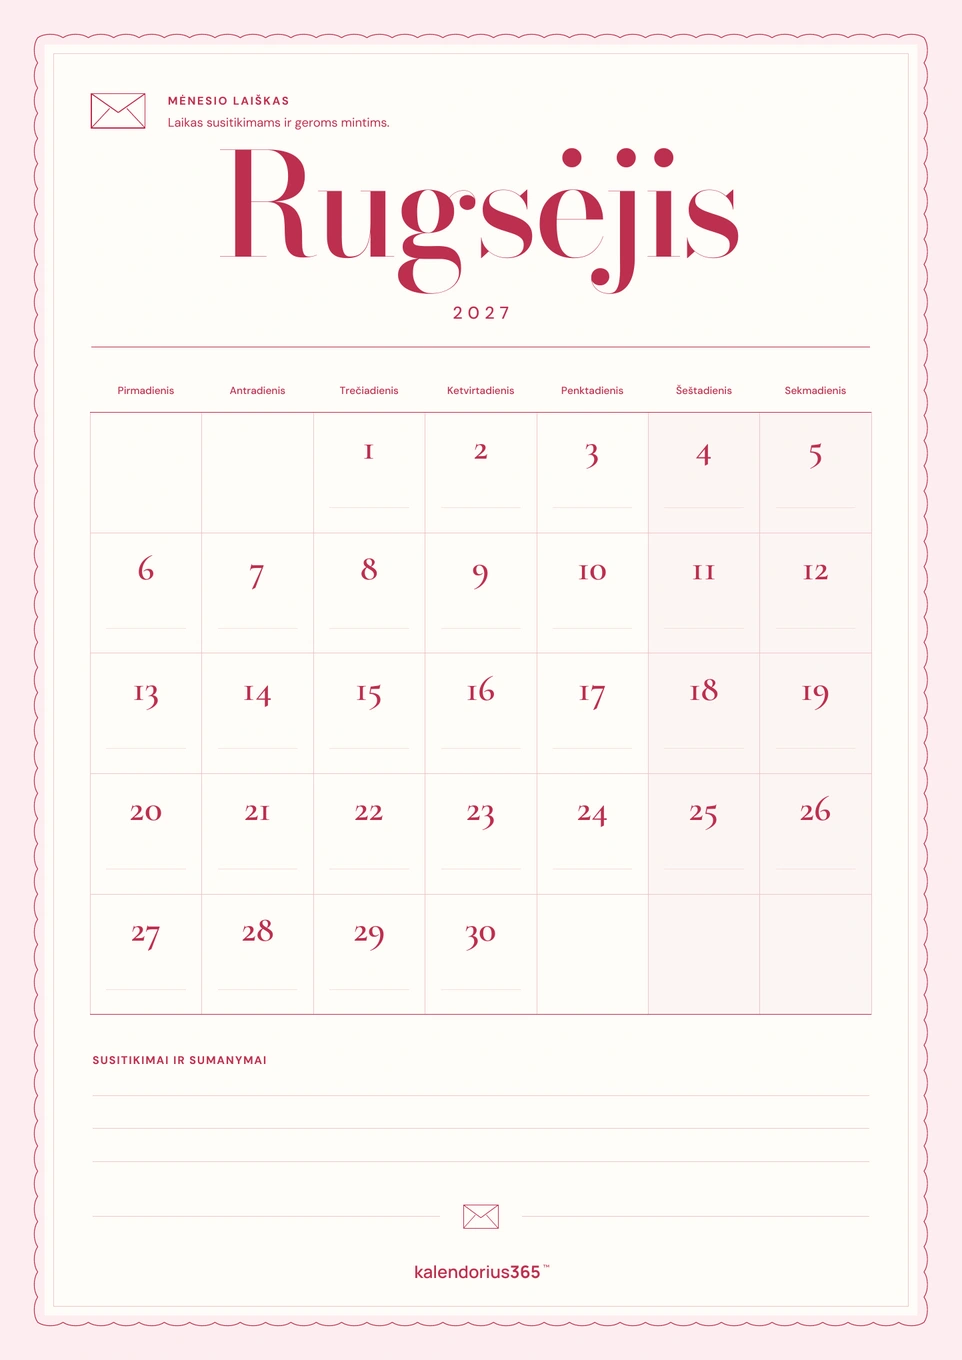 MĖNESIO LAIŠKAS
Laikas susitikimams ir geroms mintims.
Rugsėjis
2027
Pirmadienis Antradienis Trečiadienis Ketvirtadienis Penktadienis Šeštadienis Sekmadienis
1 2 3 4 5
6 7 8 9 10 11 12
13 14 15 16 17 18 19
20 21 22 23 24 25 26
27 28 29 30
SUSITIKIMAI IR SUMANYMAI
kalendorius365™